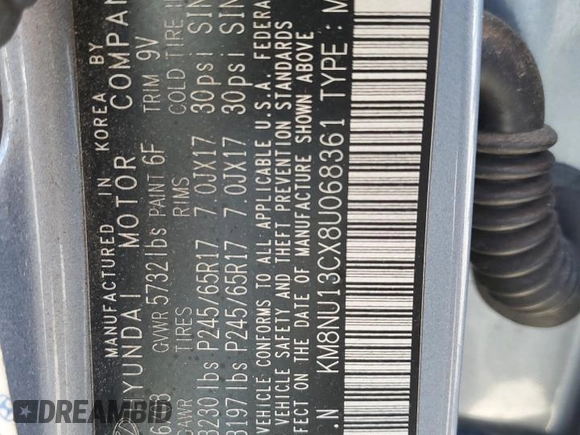 MANUFACTURED IN KOREA BY
HYUNDAI MOTOR COMPAN
GVWR 5732lbs PAINT 6F TRIM 9V
GAWR TIRES RIMS COLD TIRE
3230 lbs P245/65R17 7.0JX17 30psi SIN
3197 lbs P245/65R17 7.0JX17 30psi SIN
VEHICLE CONFORMS TO ALL APPLICABLE U.S.A. FEDERA
VEHICLE SAFETY AND THEFT PREVENTION STANDARDS
FECT ON THE DATE OF MANUFACTURE SHOWN ABOVE
.N KM8NU13CX8U068361 TYPE : M
DREAMBID